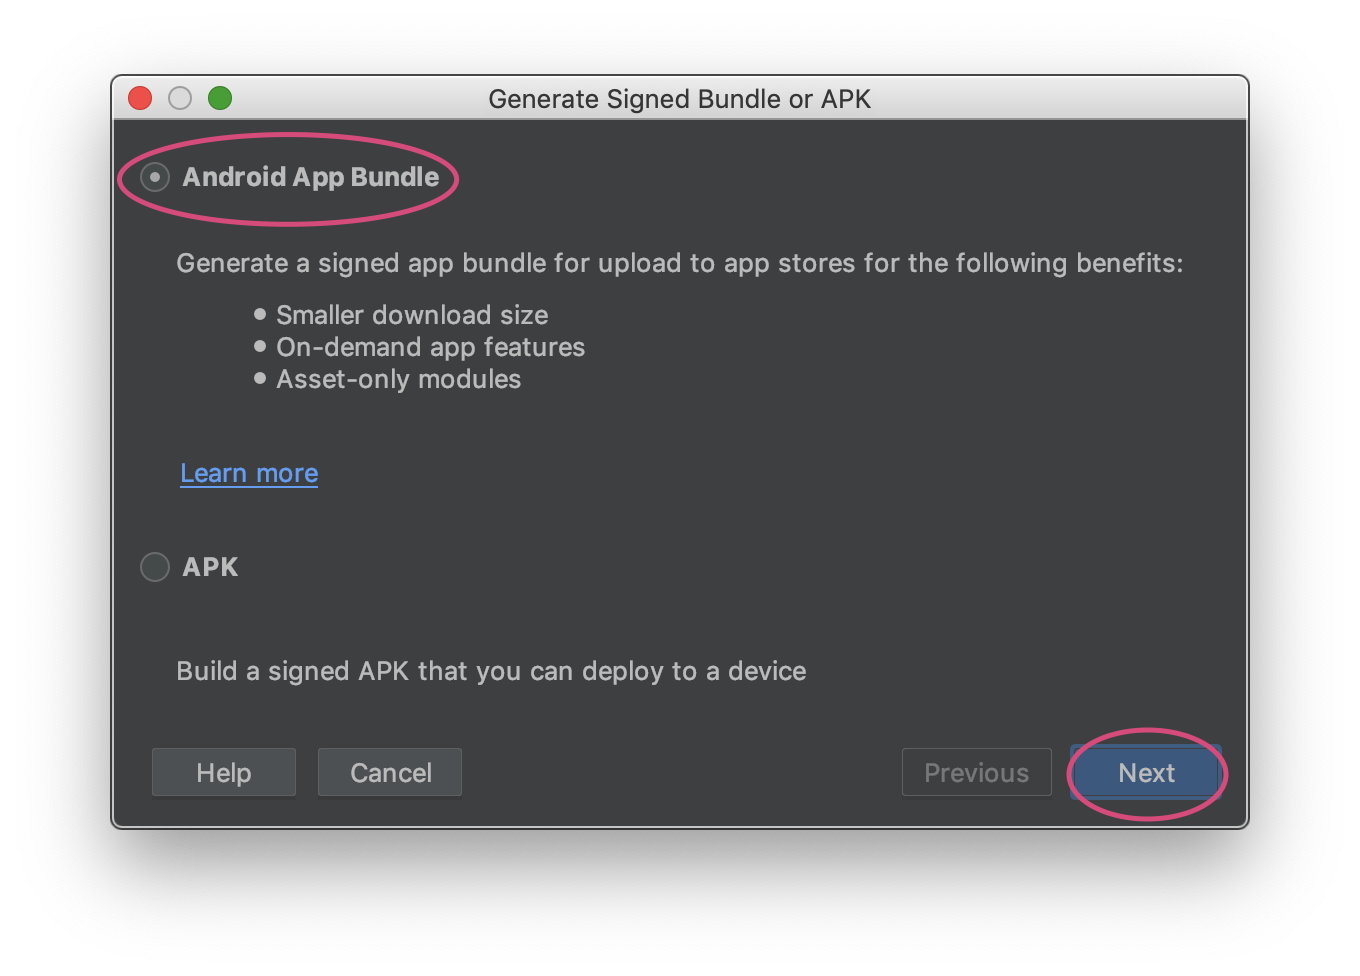 Generate Signed Bundle or APK
Android App Bundle
Generate a signed app bundle for upload to app stores for the following benefits:
• Smaller download size
• On-demand app features
• Asset-only modules
Learn more
APK
Build a signed APK that you can deploy to a device
Help Cancel Previous Next